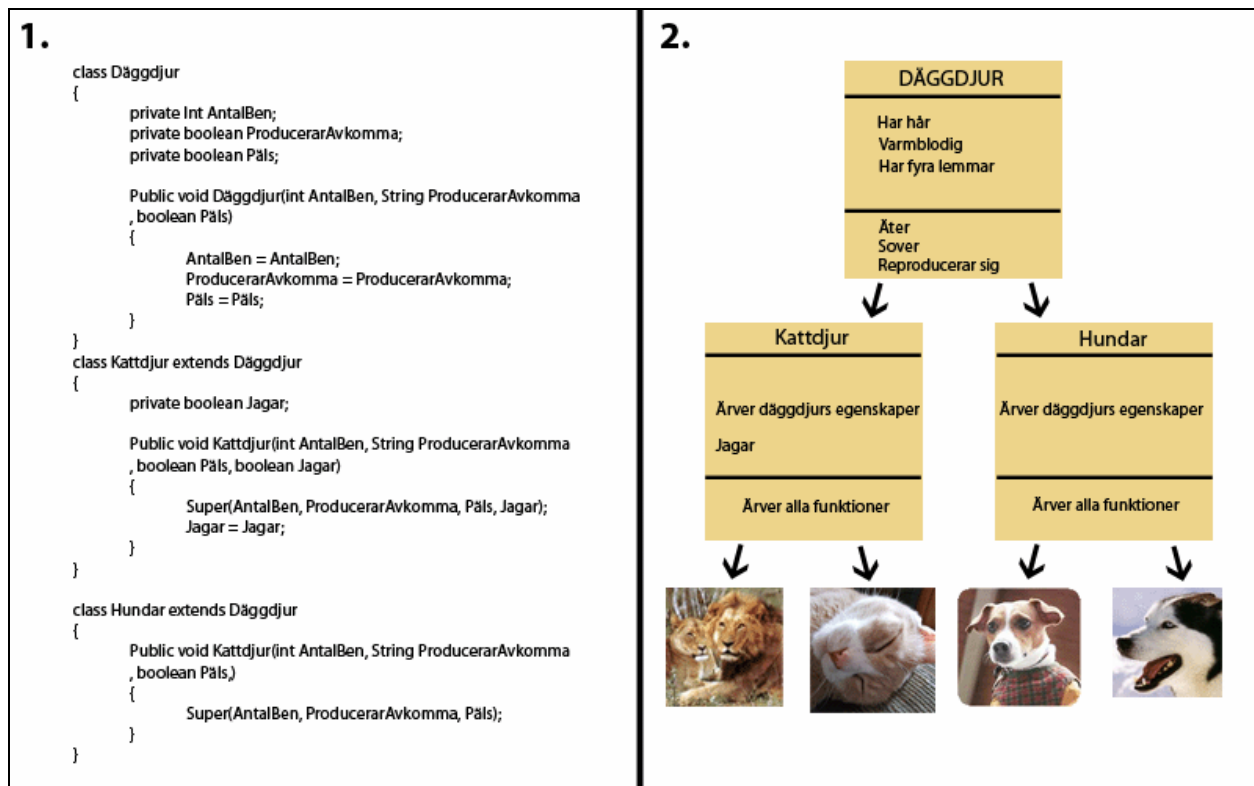 1.
class Däggdjur
{
private Int AntalBen;
private boolean ProducerarAvkomma;
private boolean Päls;
Public void Däggdjur(int AntalBen, String ProducerarAvkomma
, boolean Päls)
{
AntalBen = AntalBen;
ProducerarAvkomma = ProducerarAvkomma;
Päls = Päls;
}
}
class Kattdjur extends Däggdjur
{
private boolean Jagar;
Public void Kattdjur(int AntalBen, String ProducerarAvkomma
, boolean Päls, boolean Jagar)
{
Super(AntalBen, ProducerarAvkomma, Päls, Jagar);
Jagar = Jagar;
}
}
class Hundar extends Däggdjur
{
Public void Kattdjur(int AntalBen, String ProducerarAvkomma
, boolean Päls,)
{
Super(AntalBen, ProducerarAvkomma, Päls);
}
}
2.
DÄGGDJUR
Har hår
Varmblodig
Har fyra lemmar
Äter
Sover
Reproducerar sig
Kattdjur
Ärver däggdjurs egenskaper
Jagar
Ärver alla funktioner
Hundar
Ärver däggdjurs egenskaper
Ärver alla funktioner